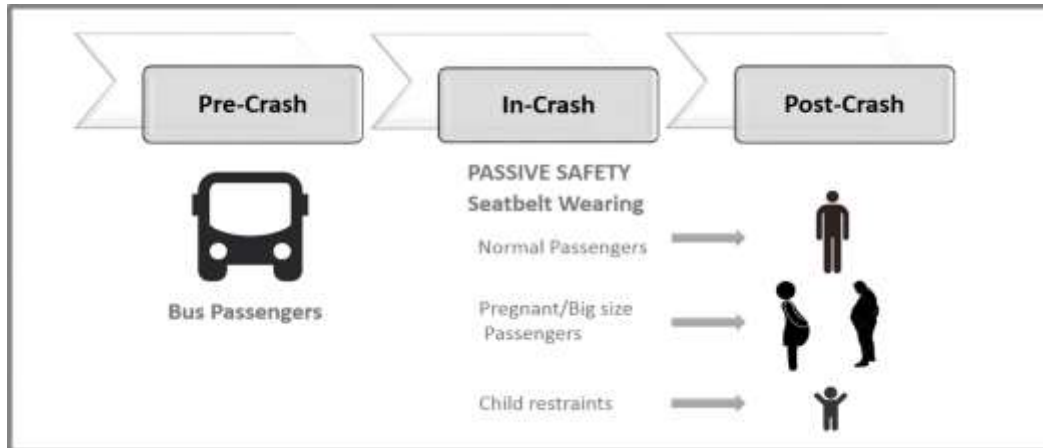 Pre-Crash
In-Crash
Post-Crash
PASSIVE SAFETY
Seatbelt Wearing
Normal Passengers
Bus Passengers
Pregnant/Big size
Passengers
Child restraints